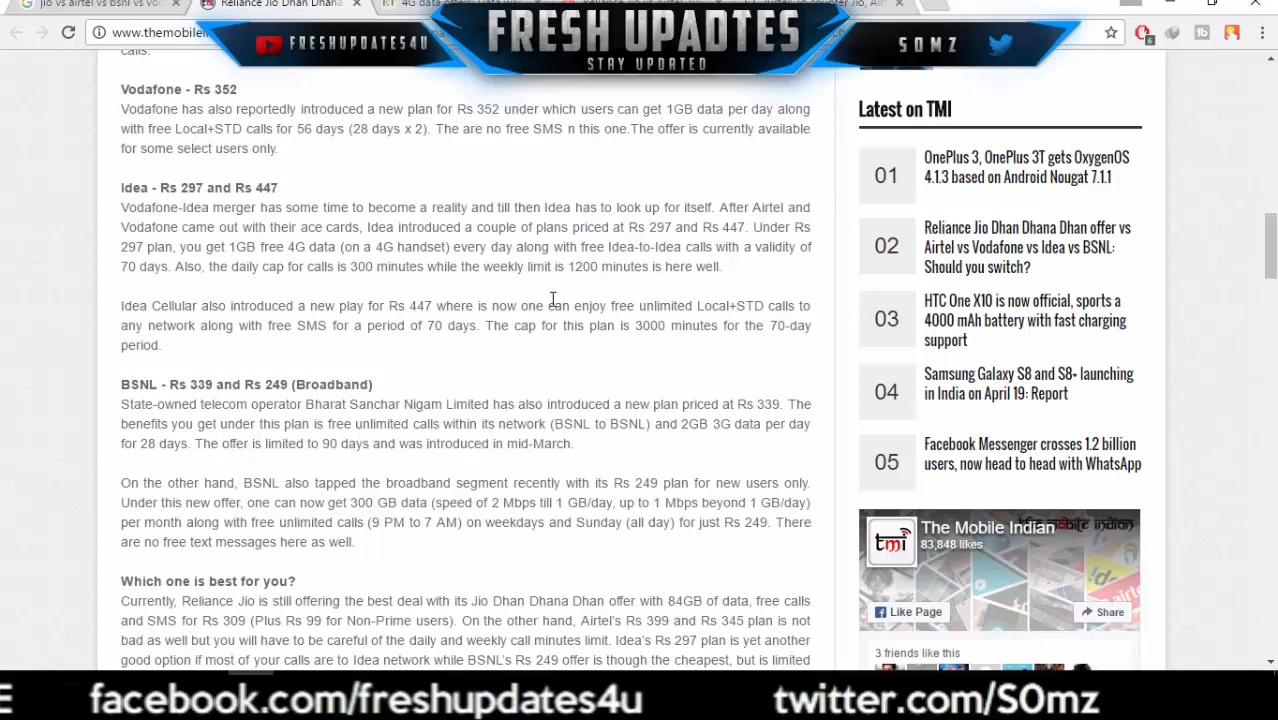 jio vs airtel vs bsnl vs voc
Reliance Jio Dhan Dhana
4G data offers: Data wa
FRESH UPADTES
STAY UPDATED
FRESHUPDATES4U
S0MZ
www.themobilei
6
calls.
Vodafone - Rs 352
Vodafone has also reportedly introduced a new plan for Rs 352 under which users can get 1GB data per day along
with free Local+STD calls for 56 days (28 days x 2). The are no free SMS n this one.The offer is currently available
for some select users only.
Idea - Rs 297 and Rs 447
Vodafone-Idea merger has some time to become a reality and till then Idea has to look up for itself. After Airtel and
Vodafone came out with their ace cards, Idea introduced a couple of plans priced at Rs 297 and Rs 447. Under Rs
297 plan, you get 1GB free 4G data (on a 4G handset) every day along with free Idea-to-Idea calls with a validity of
70 days. Also, the daily cap for calls is 300 minutes while the weekly limit is 1200 minutes is here well.
Idea Cellular also introduced a new play for Rs 447 where is now one can enjoy free unlimited Local+STD calls to
any network along with free SMS for a period of 70 days. The cap for this plan is 3000 minutes for the 70-day
period.
BSNL - Rs 339 and Rs 249 (Broadband)
State-owned telecom operator Bharat Sanchar Nigam Limited has also introduced a new plan priced at Rs 339. The
benefits you get under this plan is free unlimited calls within its network (BSNL to BSNL) and 2GB 3G data per day
for 28 days. The offer is limited to 90 days and was introduced in mid-March.
On the other hand, BSNL also tapped the broadband segment recently with its Rs 249 plan for new users only.
Under this new offer, one can now get 300 GB data (speed of 2 Mbps till 1 GB/day, up to 1 Mbps beyond 1 GB/day)
per month along with free unlimited calls (9 PM to 7 AM) on weekdays and Sunday (all day) for just Rs 249. There
are no free text messages here as well.
Which one is best for you?
Currently, Reliance Jio is still offering the best deal with its Jio Dhan Dhana Dhan offer with 84GB of data, free calls
and SMS for Rs 309 (Plus Rs 99 for Non-Prime users). On the other hand, Airtel's Rs 399 and Rs 345 plan is not
bad as well but you will have to be careful of the daily and weekly call minutes limit. Idea's Rs 297 plan is yet another
good option if most of your calls are to Idea network while BSNL's Rs 249 offer is though the cheapest, but is limited
Latest on TMI
01
OnePlus 3, OnePlus 3T gets OxygenOS
4.1.3 based on Android Nougat 7.1.1
02
Reliance Jio Dhan Dhana Dhan offer vs
Airtel vs Vodafone vs Idea vs BSNL:
Should you switch?
03
HTC One X10 is now official, sports a
4000 mAh battery with fast charging
support
04
Samsung Galaxy S8 and S8+ launching
in India on April 19: Report
05
Facebook Messenger crosses 1.2 billion
users, now head to head with WhatsApp
tmi
The Mobile Indian
83,848 likes
Like Page
Share
3 friends like this
E
facebook.com/freshupdates4u
twitter.com/S0mz